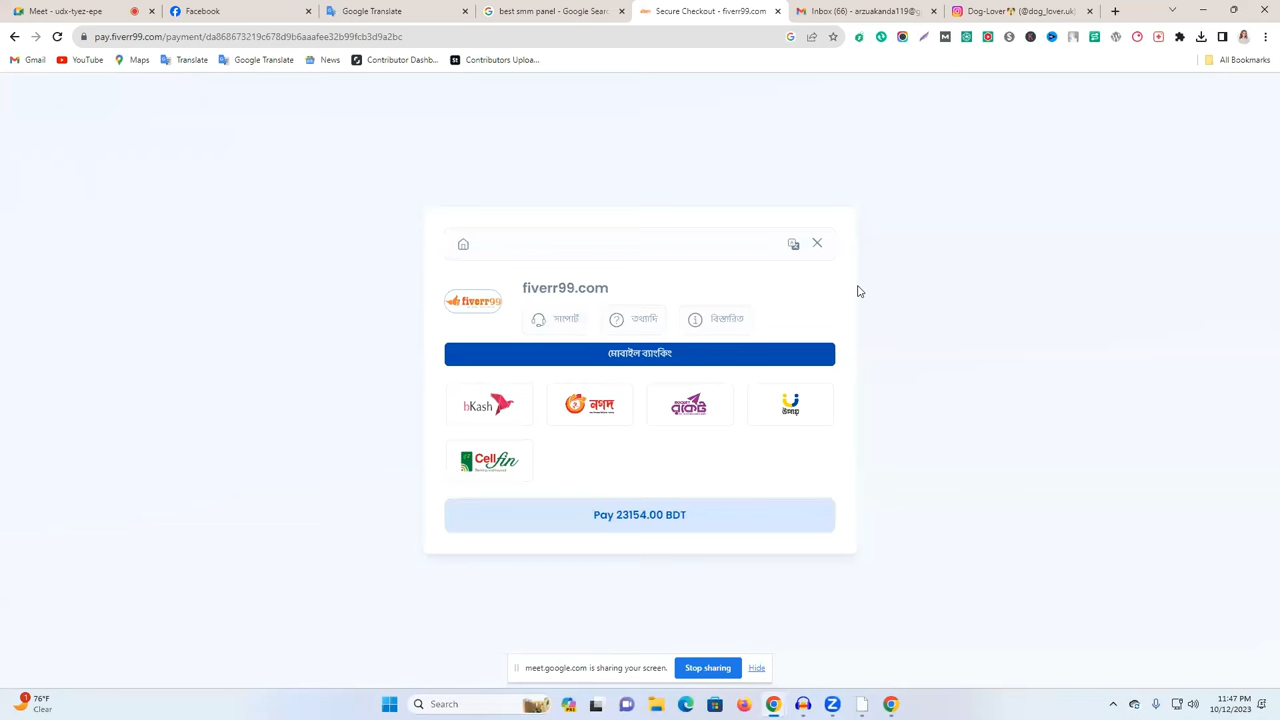 Meet - udx-tyez-epe
Facebook
Google Translate
best smm panel - Google Sear
Secure Checkout - fiverr99.com
Inbox (66) - arzuakanda119@g
Dog-Lover (@dog_lover.uk
pay.fiverr99.com/payment/da868673219c678d9b6aaafee32b99fcb3d9a2bc
Gmail
YouTube
Maps
Translate
Google Translate
News
Contributor Dashb...
Contributors Uploa...
All Bookmarks
fiverr99
fiverr99.com
সাপোর্ট
তথ্যাদি
বিস্তারিত
মোবাইল ব্যাংকিং
bKash
নগদ
রকেট
উপায়
Cellfin
Pay 23154.00 BDT
meet.google.com is sharing your screen.
Stop sharing
Hide
1
76°F
Clear
Search
11:47 PM
10/12/2023